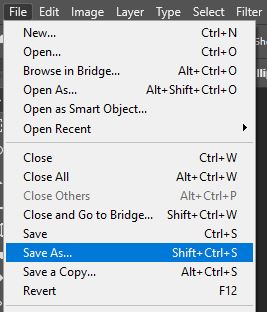 File Edit Image Layer Type Select Filter
New... Ctrl+N
Open... Ctrl+O
Browse in Bridge... Alt+Ctrl+O
Open As... Alt+Shift+Ctrl+O
Open as Smart Object...
Open Recent
Close Ctrl+W
Close All Alt+Ctrl+W
Close Others Alt+Ctrl+P
Close and Go to Bridge... Shift+Ctrl+W
Save Ctrl+S
Save As... Shift+Ctrl+S
Save a Copy... Alt+Ctrl+S
Revert F12